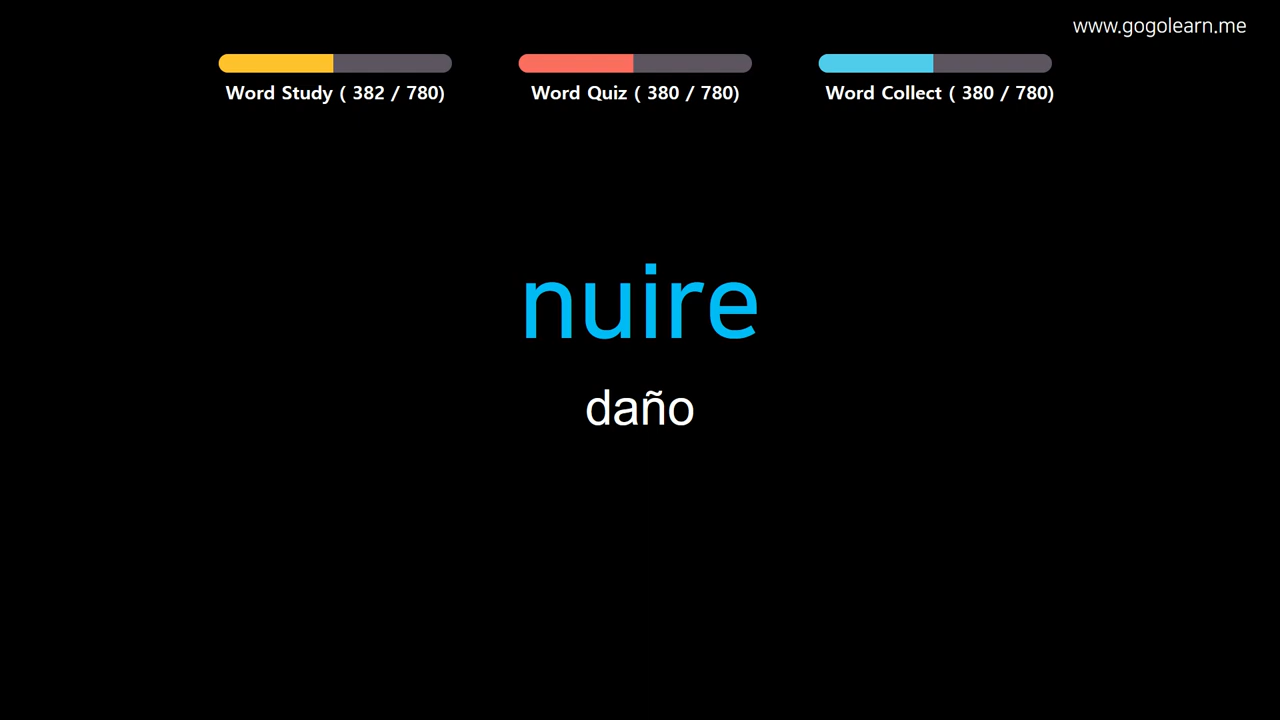 www.gogolearn.me
Word Study ( 382 / 780)
Word Quiz ( 380 / 780)
Word Collect ( 380 / 780)
nuire
daño